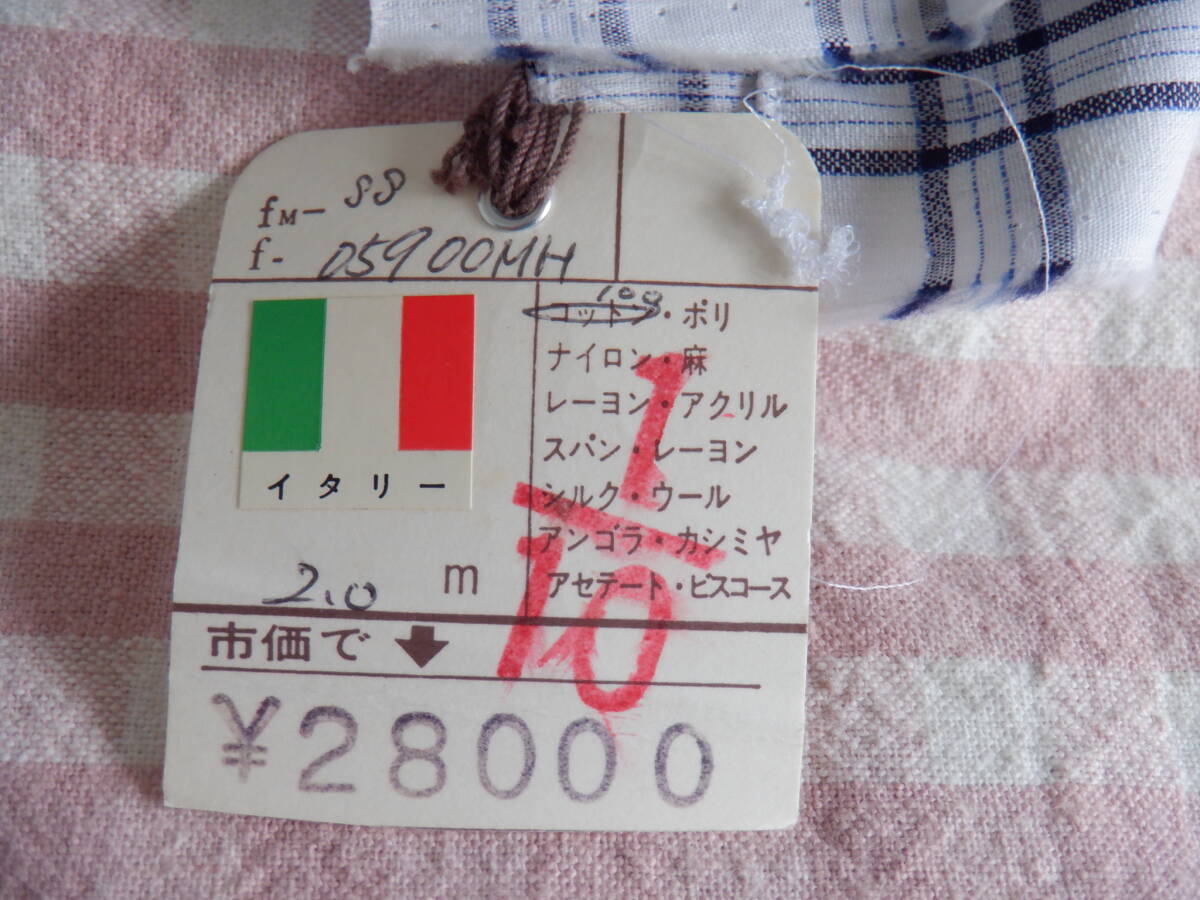 fM- SS
f- 05900MH
イタリー
100
コットン・ポリ
ナイロン・麻
レーヨン・アクリル
スパン・レーヨン
シルク・ウール
アンゴラ・カシミヤ
アセテート・ビスコース
1/10
2.0 m
市価で
¥28000